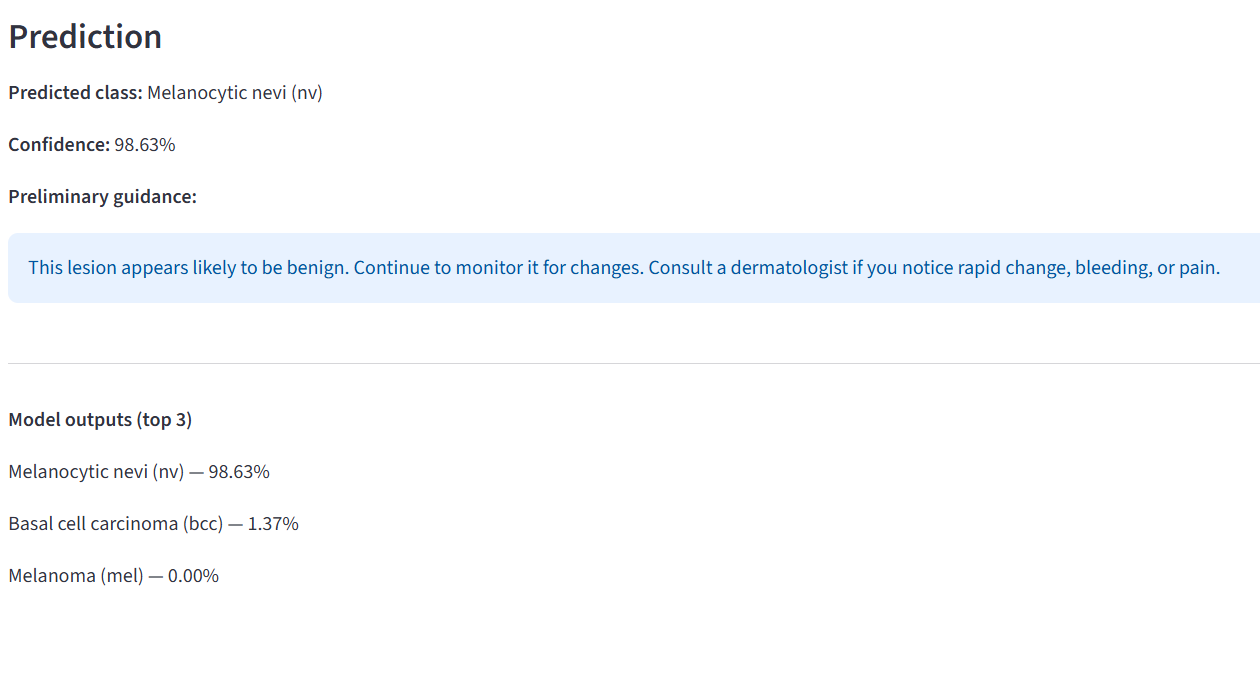 Prediction
Predicted class: Melanocytic nevi (nv)
Confidence: 98.63%
Preliminary guidance:
This lesion appears likely to be benign. Continue to monitor it for changes. Consult a dermatologist if you notice rapid change, bleeding, or pain.
Model outputs (top 3)
Melanocytic nevi (nv) — 98.63%
Basal cell carcinoma (bcc) — 1.37%
Melanoma (mel) — 0.00%